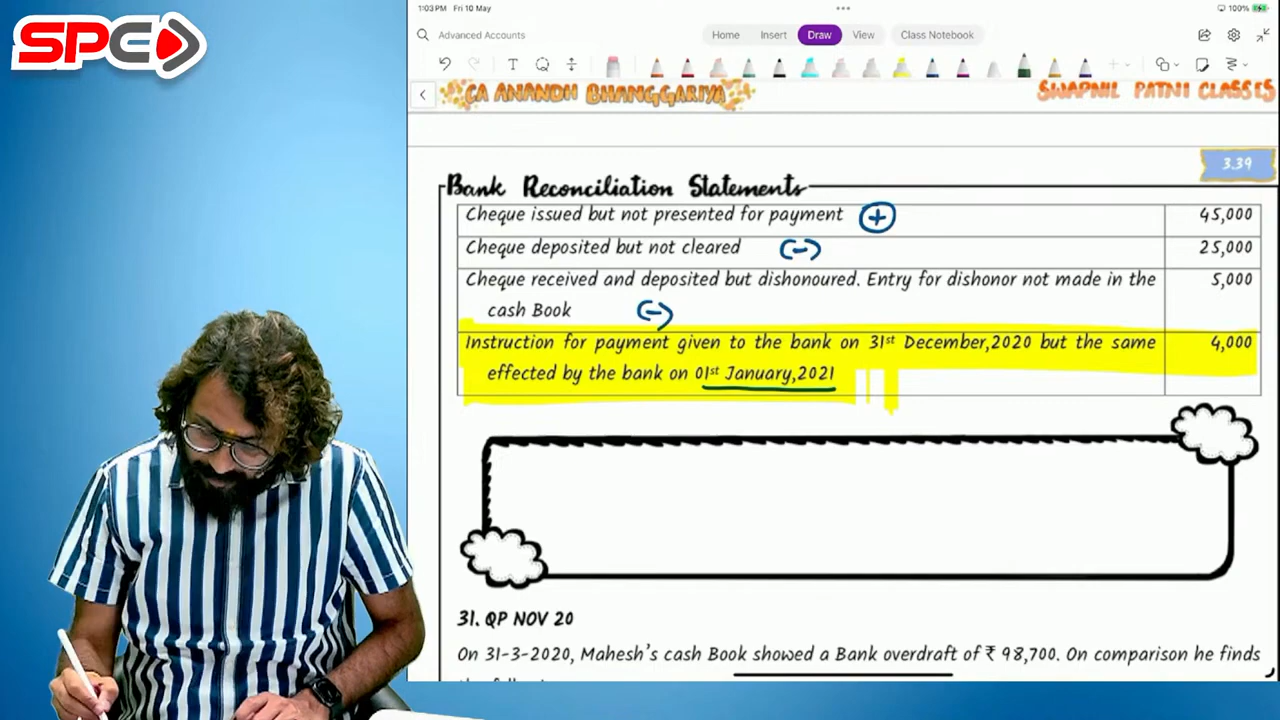 SPC
1:03 PM Fri 10 May
100%
Advanced Accounts
Home Insert Draw View Class Notebook
CA ANANDH BHANGGARIYA
SWAPNIL PATNI CLASSES
3.39
Bank Reconciliation Statements
Cheque issued but not presented for payment (+) 45,000
Cheque deposited but not cleared (-) 25,000
Cheque received and deposited but dishonoured. Entry for dishonor not made in the 5,000
cash Book (-)
Instruction for payment given to the bank on 31st December,2020 but the same 4,000
effected by the bank on 01st January,2021
31. QP NOV 20
On 31-3-2020, Mahesh's cash Book showed a Bank overdraft of ₹ 98,700. On comparison he finds